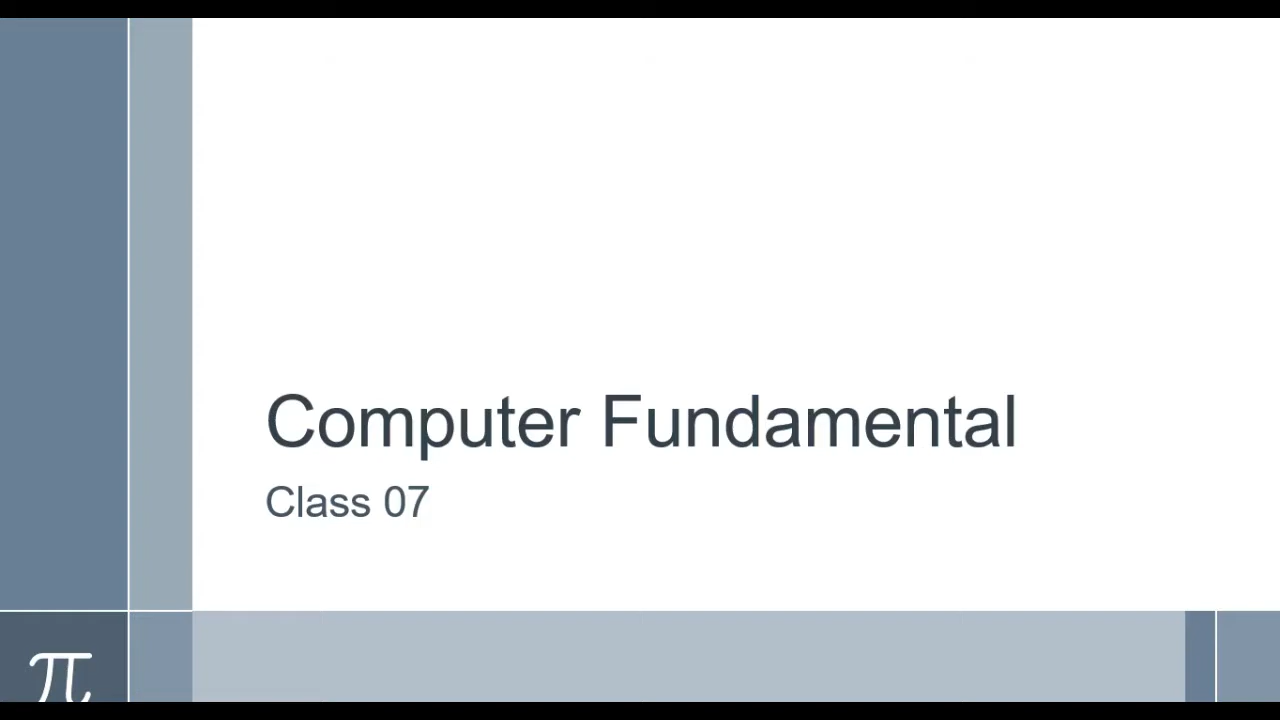 Computer Fundamental
Class 07
π